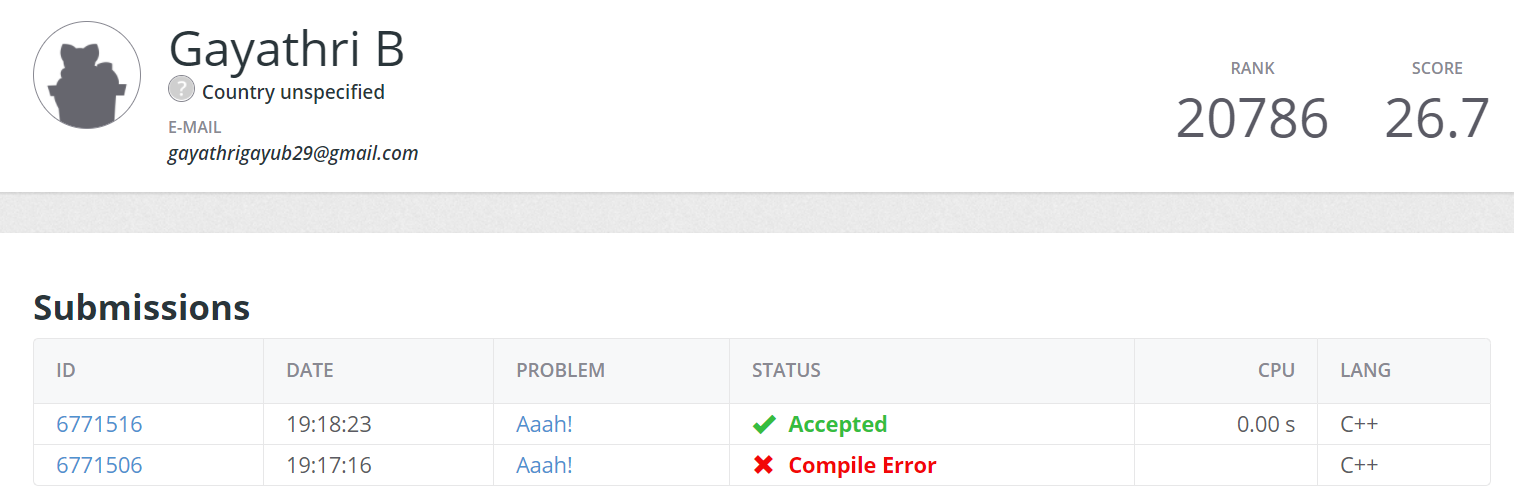 Gayathri B
? Country unspecified
E-MAIL
gayathrigayub29@gmail.com
RANK
20786
SCORE
26.7
Submissions
ID DATE PROBLEM STATUS CPU LANG
6771516 19:18:23 Aaah! Accepted 0.00 s C++
6771506 19:17:16 Aaah! Compile Error C++